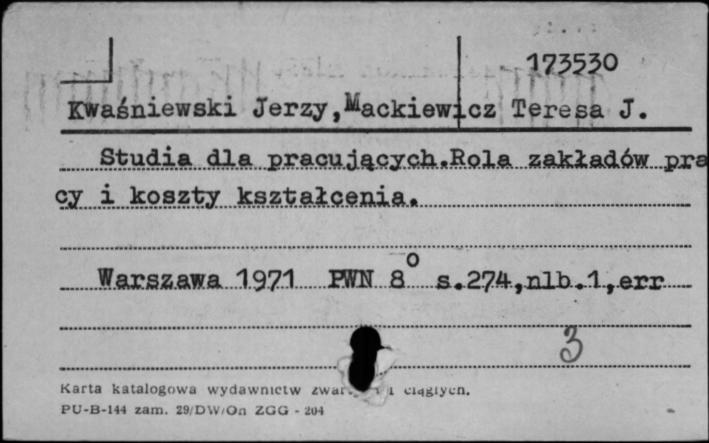 173530
Kwaśniewski Jerzy, Mackiewicz Teresa J.
Studia dla pracujących. Rola zakładów pra
cy i koszty kształcenia.
Warszawa 1971 PWN 8° s.274,nlb.1,err
3
Karta katalogowa wydawnictw i ciągłych.
PU-B-144 zam. 29/DW/On ZGG - 204